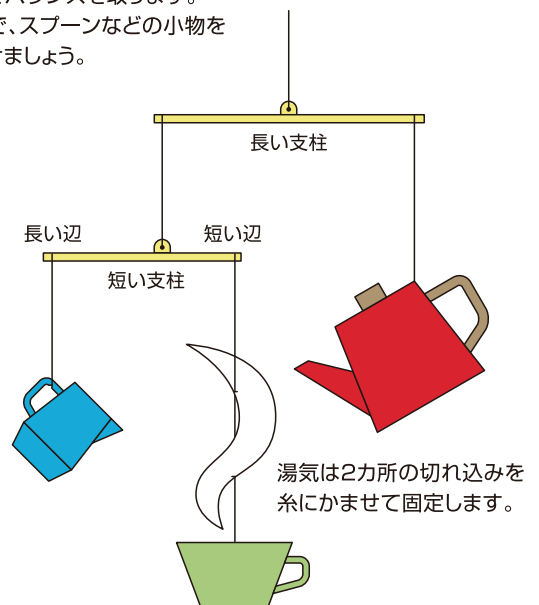 で、スプーンなどの小物を
ましょう。
長い支柱
長い辺
短い辺
短い支柱
湯気は2カ所の切れ込みを
糸にかませて固定します。